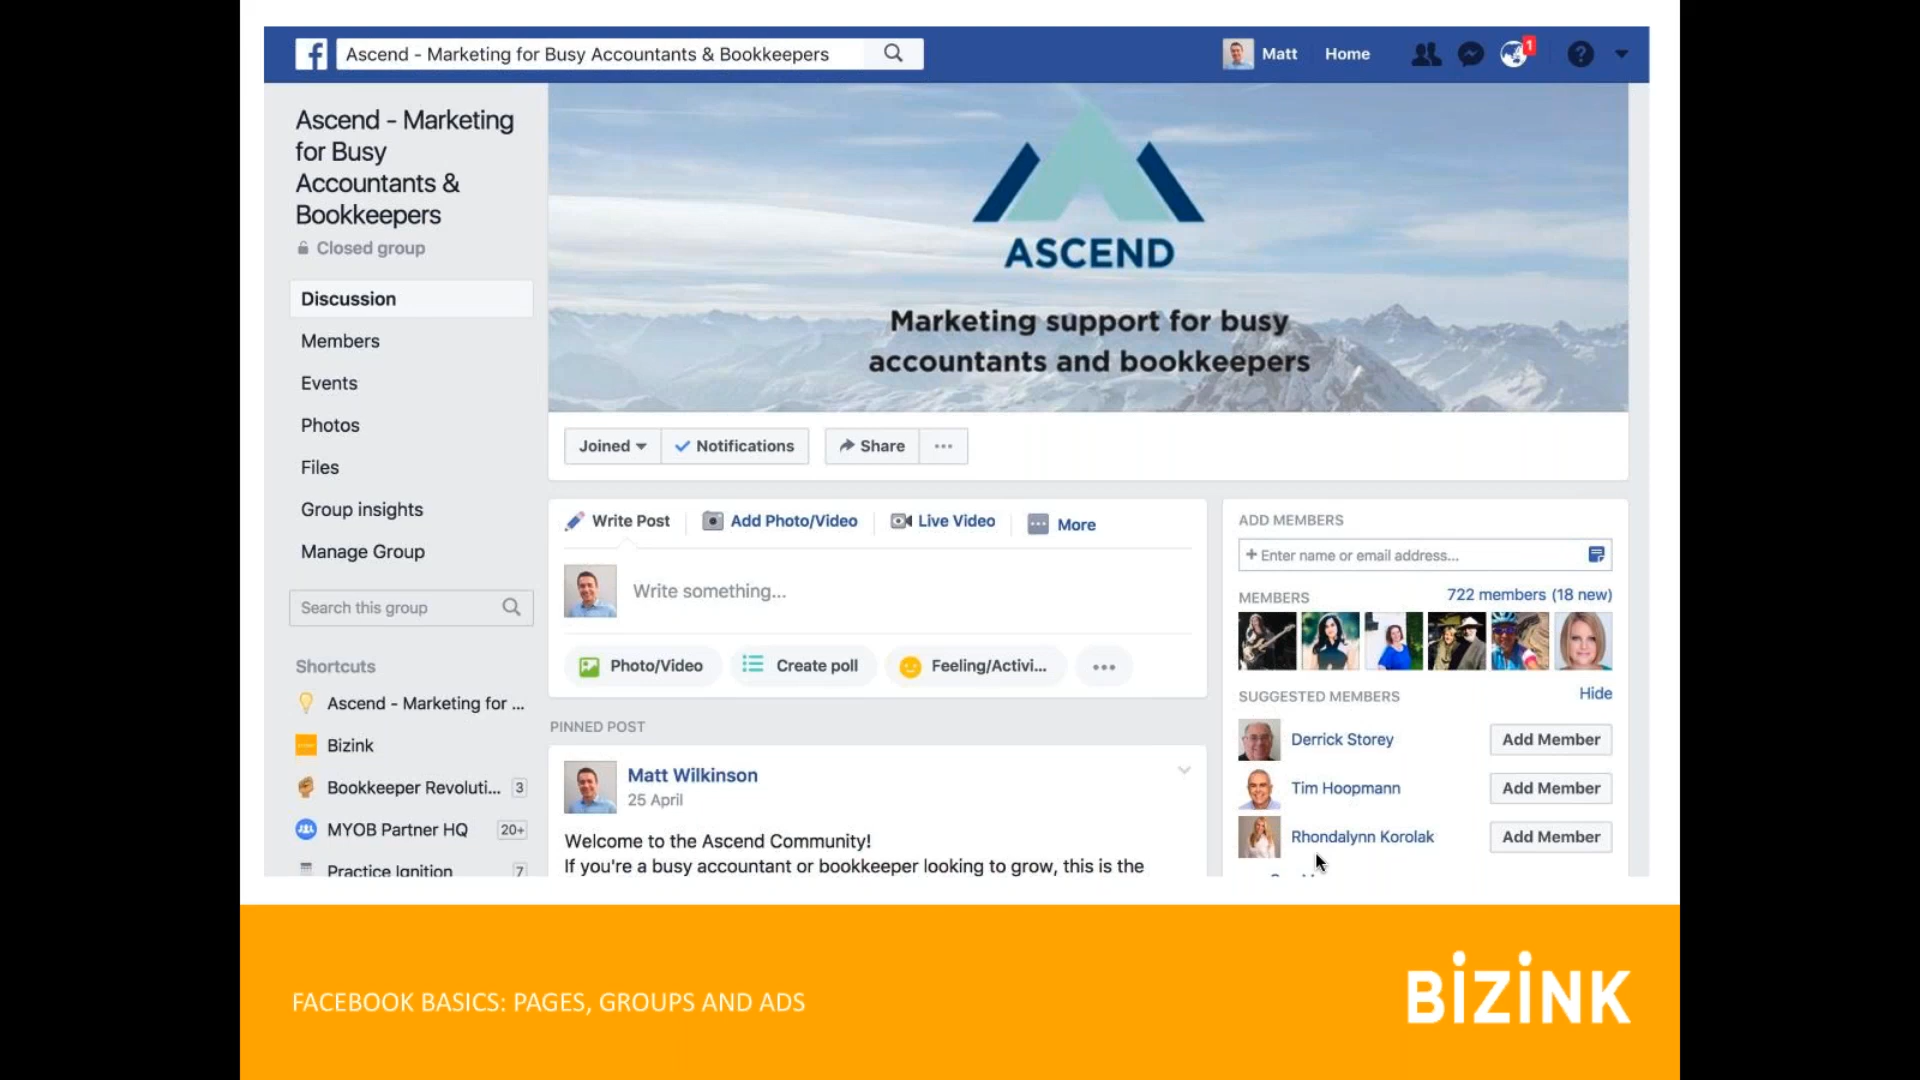 Ascend - Marketing for Busy Accountants & Bookkeepers
Matt
Home
1
?
Ascend - Marketing
for Busy
Accountants &
Bookkeepers
Closed group
Discussion
Members
Events
Photos
Files
Group insights
Manage Group
Search this group
Shortcuts
Ascend - Marketing for ...
Bizink
Bookkeeper Revoluti... 3
MYOB Partner HQ 20+
Practice Ignition 7
ASCEND
Marketing support for busy
accountants and bookkeepers
Joined
Notifications
Share
Write Post
Add Photo/Video
Live Video
More
Write something...
Photo/Video
Create poll
Feeling/Activi...
PINNED POST
Matt Wilkinson
25 April
Welcome to the Ascend Community!
If you're a busy accountant or bookkeeper looking to grow, this is the
ADD MEMBERS
+ Enter name or email address...
MEMBERS 722 members (18 new)
SUGGESTED MEMBERS Hide
Derrick Storey Add Member
Tim Hoopmann Add Member
Rhondalynn Korolak Add Member
FACEBOOK BASICS: PAGES, GROUPS AND ADS
BiZiNK